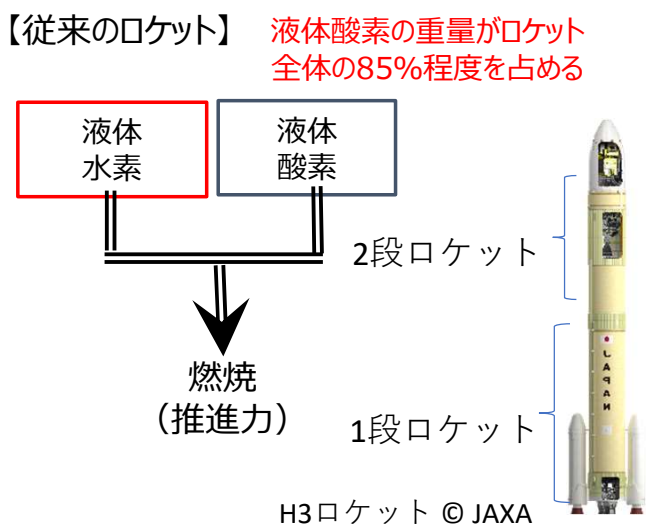 【従来のロケット】
液体酸素の重量がロケット
全体の85%程度を占める
液体
水素
液体
酸素
2段ロケット
燃焼
（推進力）
1段ロケット
JAPAN
H3ロケット © JAXA